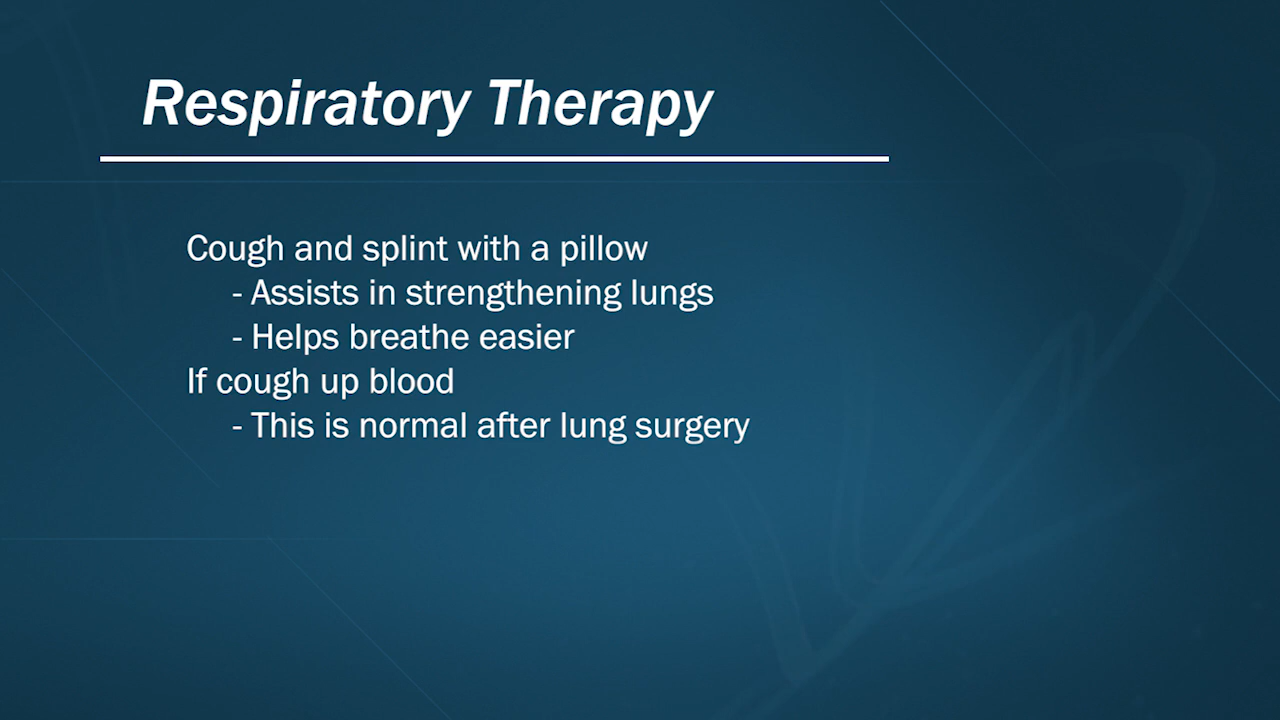 Respiratory Therapy
Cough and splint with a pillow
- Assists in strengthening lungs
- Helps breathe easier
If cough up blood
- This is normal after lung surgery